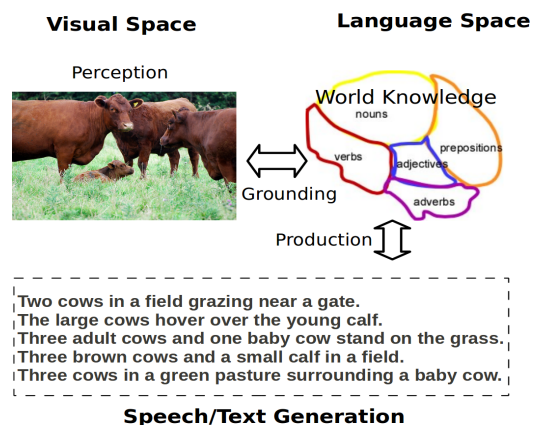 Visual Space
Language Space
Perception
World Knowledge
nouns
verbs
adjectives
prepositions
adverbs
Grounding
Production
Two cows in a field grazing near a gate.
The large cows hover over the young calf.
Three adult cows and one baby cow stand on the grass.
Three brown cows and a small calf in a field.
Three cows in a green pasture surrounding a baby cow.
Speech/Text Generation